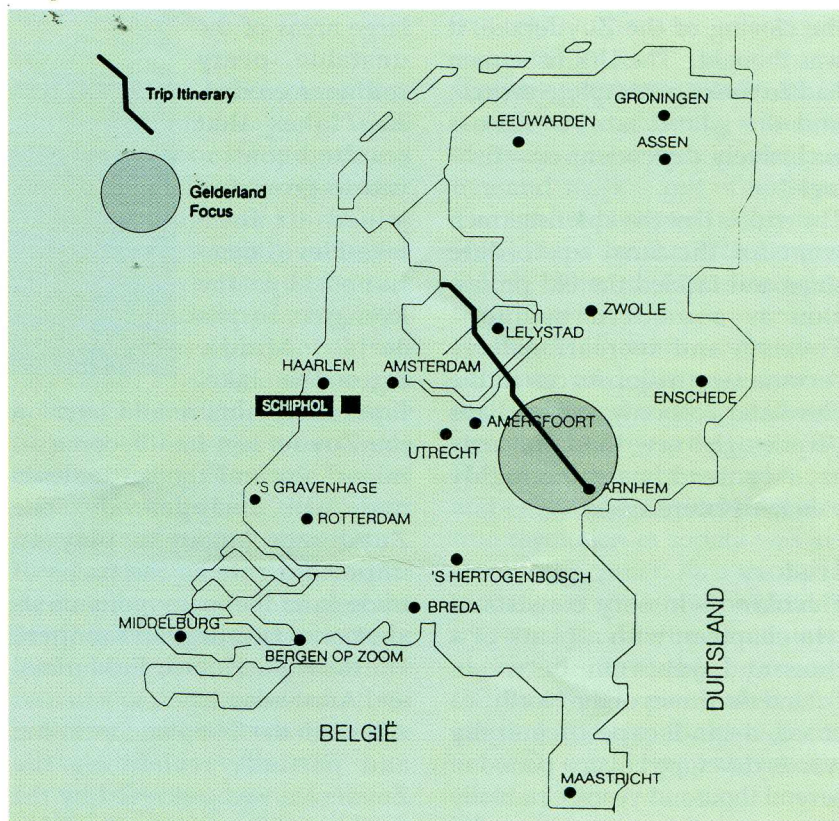 Trip Itinerary
Gelderland
Focus
GRONINGEN
LEEUWARDEN
ASSEN
ZWOLLE
LELYSTAD
HAARLEM
AMSTERDAM
ENSCHEDE
SCHIPHOL
AMERSFOORT
UTRECHT
ARNHEM
'S GRAVENHAGE
ROTTERDAM
'S HERTOGENBOSCH
BREDA
MIDDELBURG
BERGEN OP ZOOM
DUITSLAND
BELGIË
MAASTRICHT